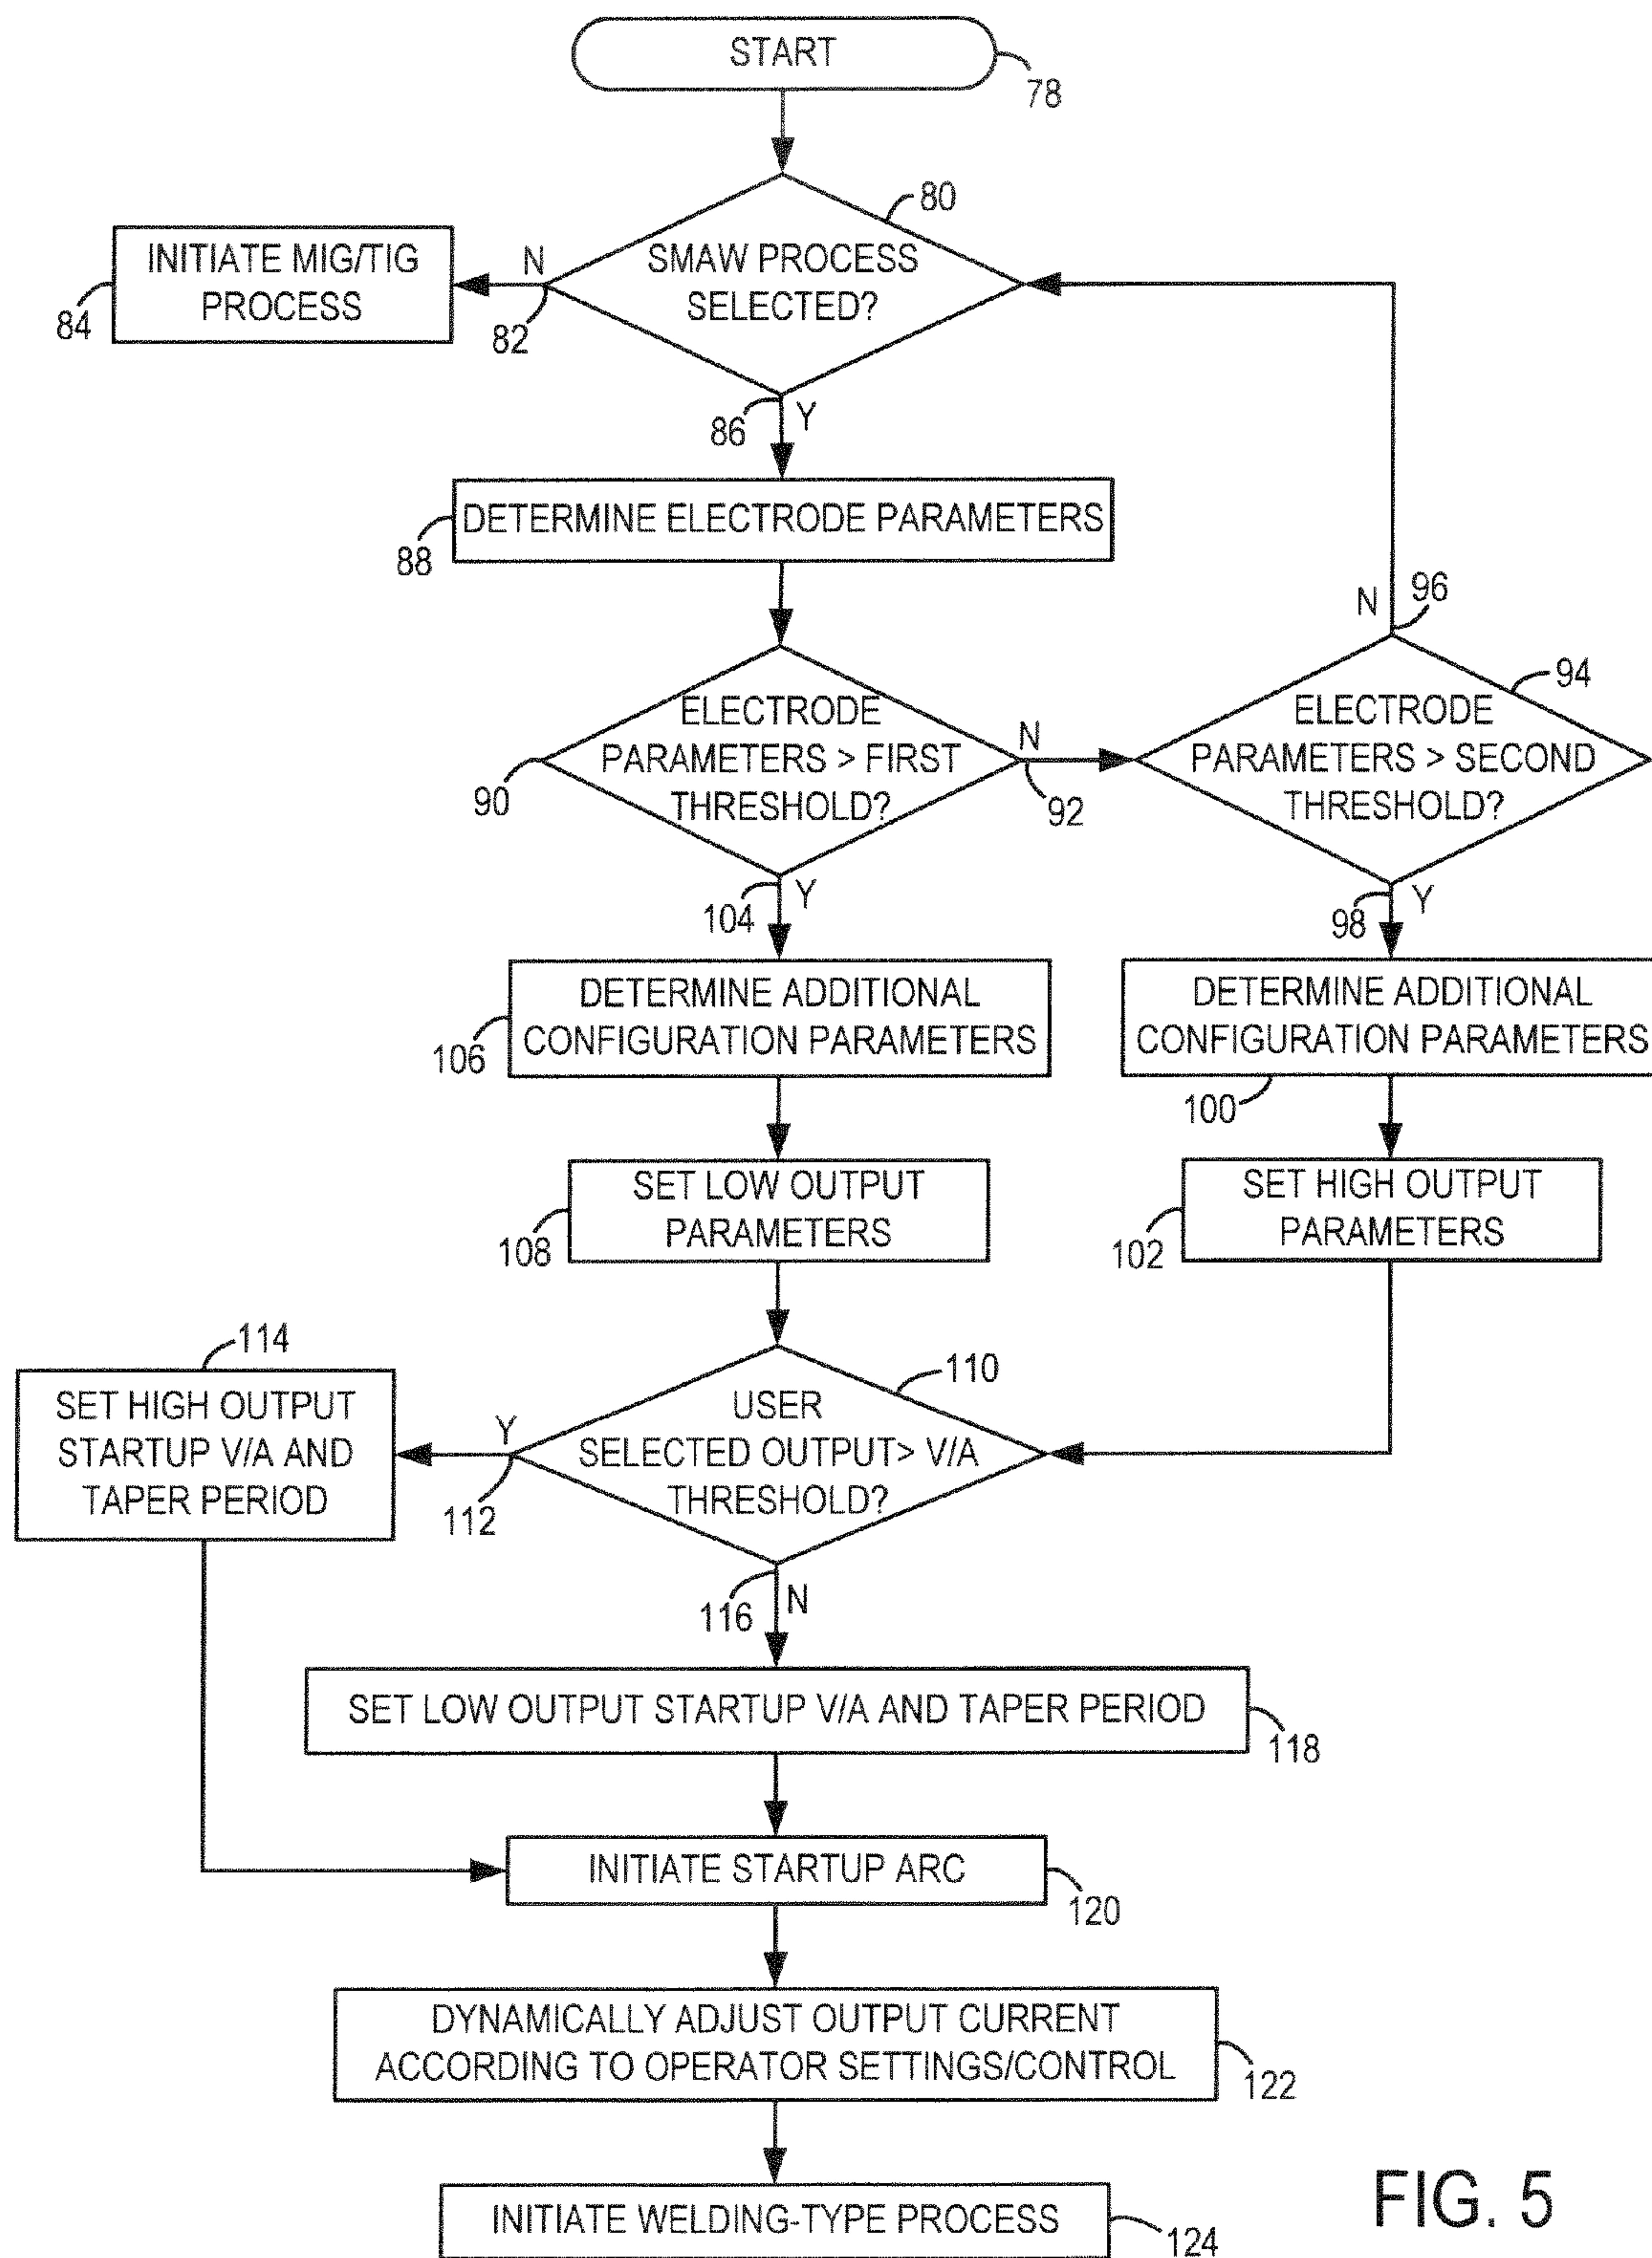 START
78
80
SMAW PROCESS
SELECTED?
N
82
INITIATE MIG/TIG
PROCESS
84
86
Y
DETERMINE ELECTRODE PARAMETERS
88
ELECTRODE
PARAMETERS > FIRST
THRESHOLD?
90
N
92
N
96
94
ELECTRODE
PARAMETERS > SECOND
THRESHOLD?
104
Y
98
Y
DETERMINE ADDITIONAL
CONFIGURATION PARAMETERS
106
DETERMINE ADDITIONAL
CONFIGURATION PARAMETERS
100
SET LOW OUTPUT
PARAMETERS
108
SET HIGH OUTPUT
PARAMETERS
102
114
SET HIGH OUTPUT
STARTUP V/A AND
TAPER PERIOD
Y
112
110
USER
SELECTED OUTPUT> V/A
THRESHOLD?
116
N
SET LOW OUTPUT STARTUP V/A AND TAPER PERIOD
118
INITIATE STARTUP ARC
120
DYNAMICALLY ADJUST OUTPUT CURRENT
ACCORDING TO OPERATOR SETTINGS/CONTROL
122
INITIATE WELDING-TYPE PROCESS
124
FIG. 5